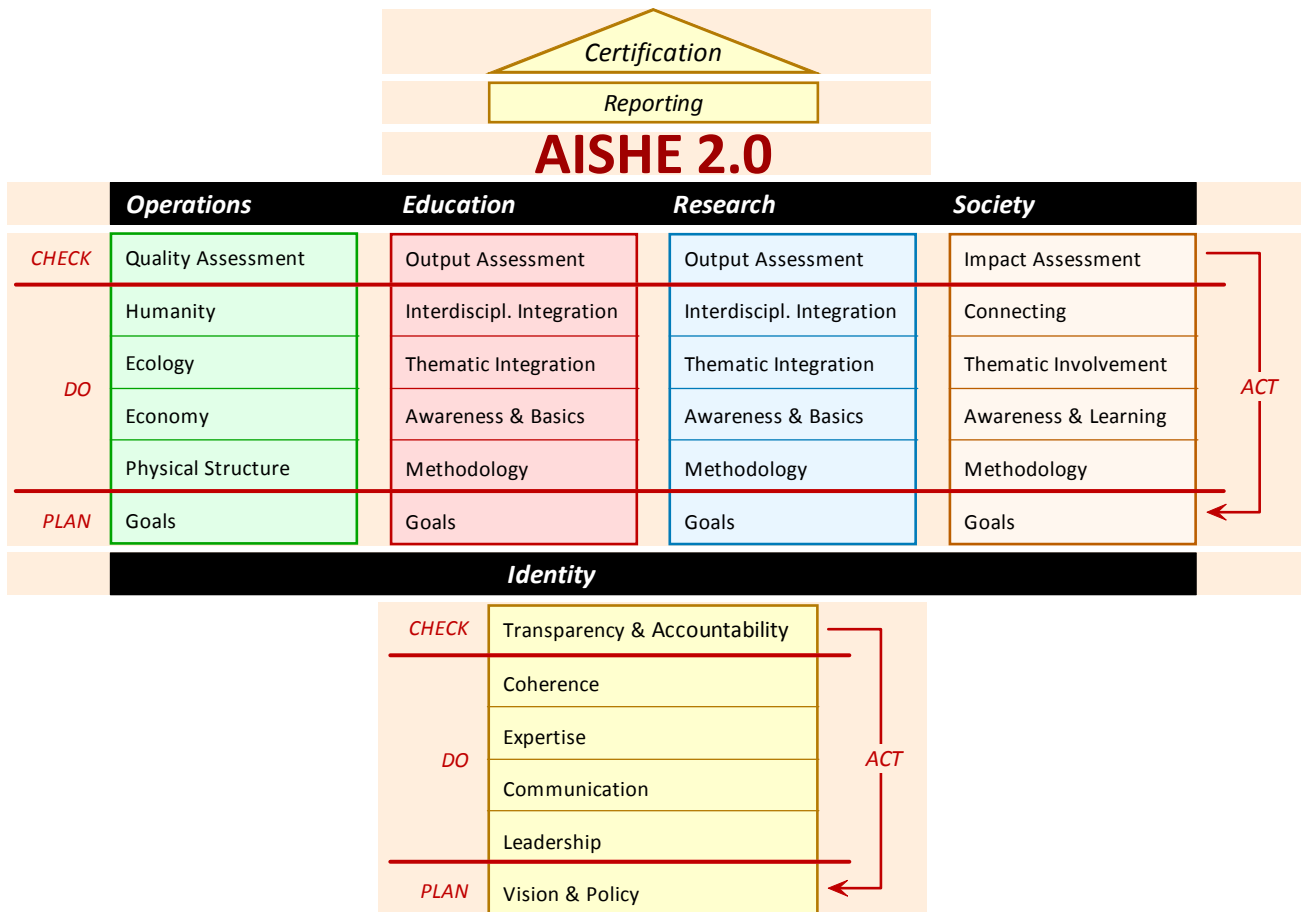 Certification
Reporting
AISHE 2.0
Operations Education Research Society
CHECK Quality Assessment Output Assessment Output Assessment Impact Assessment
Humanity Interdiscipl. Integration Interdiscipl. Integration Connecting
Ecology Thematic Integration Thematic Integration Thematic Involvement
DO ACT
Economy Awareness & Basics Awareness & Basics Awareness & Learning
Physical Structure Methodology Methodology Methodology
PLAN Goals Goals Goals Goals
Identity
CHECK Transparency & Accountability
Coherence
Expertise
DO ACT
Communication
Leadership
PLAN Vision & Policy